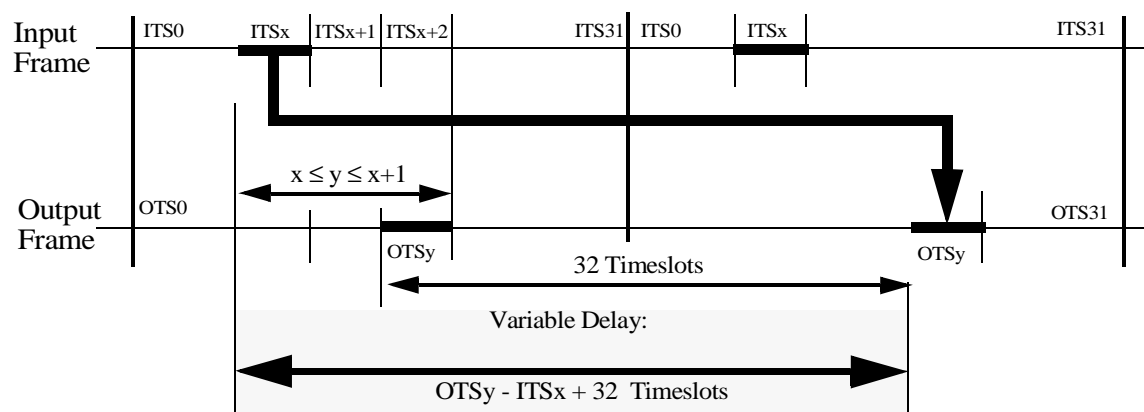 Input
Frame
ITS0
ITSx
ITSx+1
ITSx+2
ITS31
ITS0
ITSx
ITS31
x ≤ y ≤ x+1
Output
Frame
OTS0
OTSy
OTSy
OTS31
32 Timeslots
Variable Delay:
OTSy - ITSx + 32 Timeslots